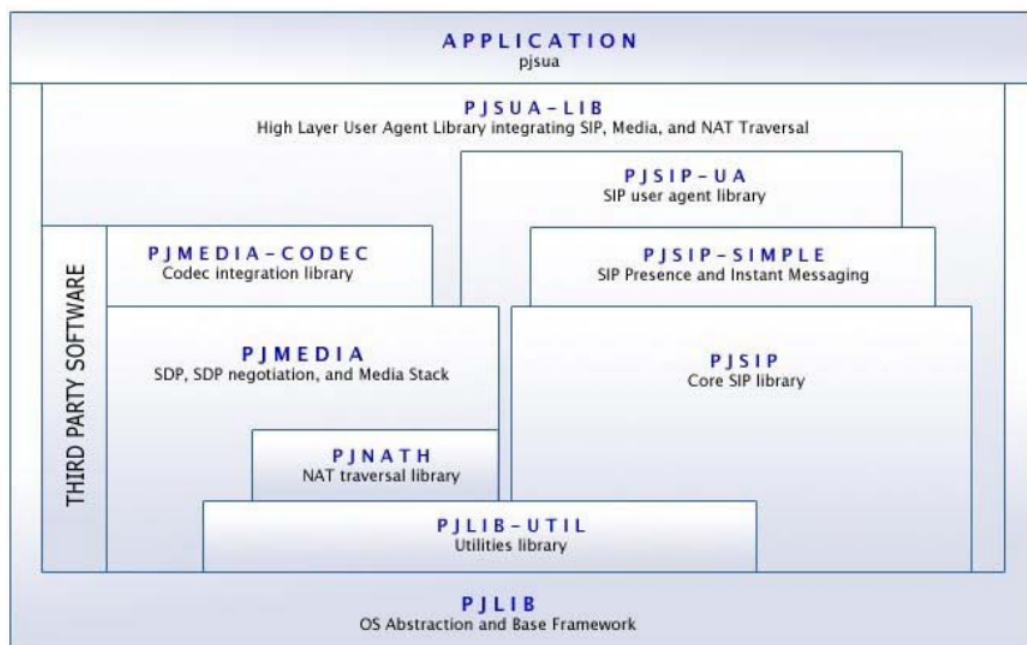 APPLICATION
pjsua
PJSUA-LIB
High Layer User Agent Library integrating SIP, Media, and NAT Traversal
PJSIP-UA
SIP user agent library
PJMEDIA-CODEC
Codec integration library
PJSIP-SIMPLE
SIP Presence and Instant Messaging
THIRD PARTY SOFTWARE
PJMEDIA
SDP, SDP negotiation, and Media Stack
PJSIP
Core SIP library
PJNATH
NAT traversal library
PJLIB-UTIL
Utilities library
PJLIB
OS Abstraction and Base Framework